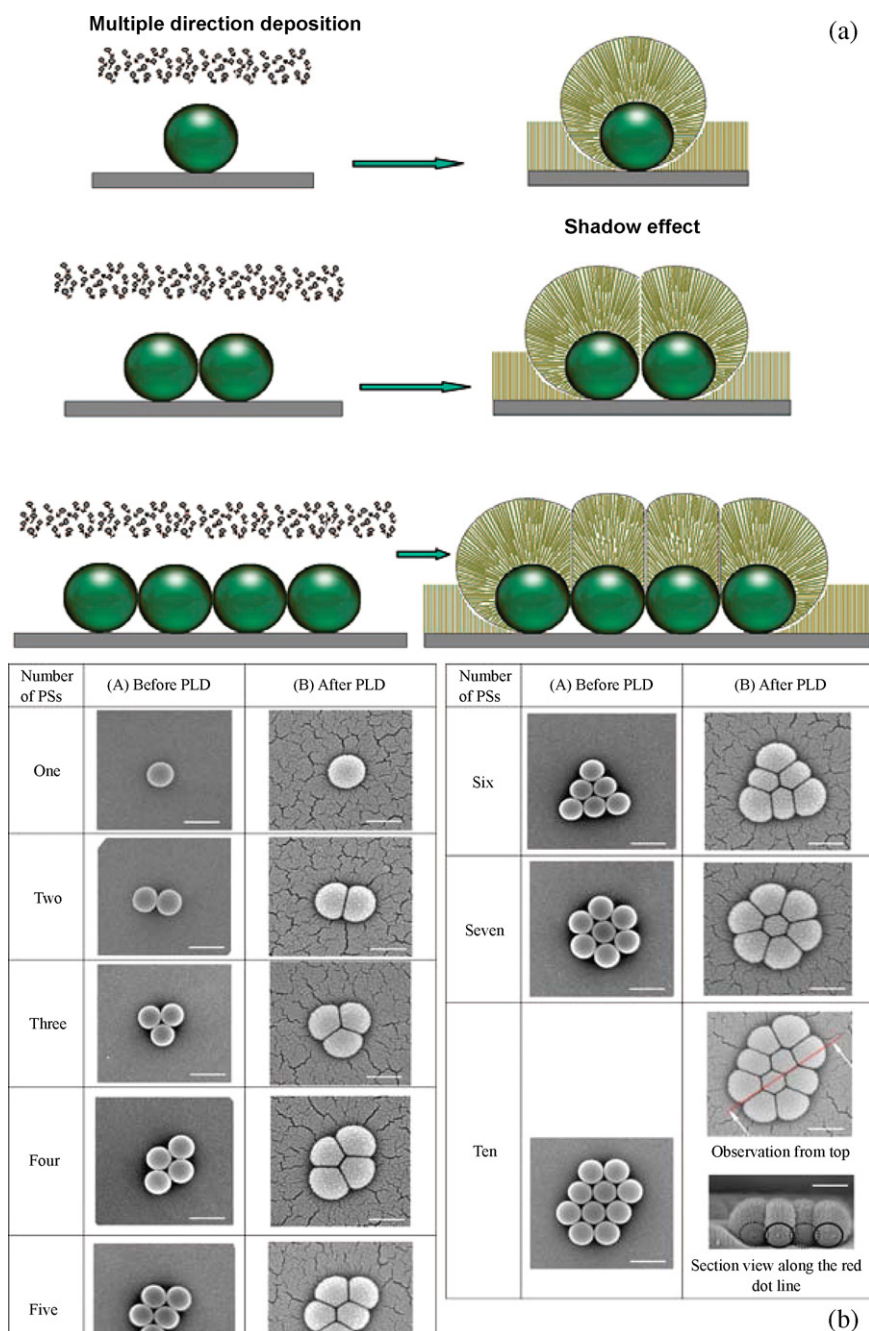 Multiple direction deposition
(a)
Shadow effect
Number
of PSs
(A) Before PLD
(B) After PLD
One
Two
Three
Four
Five
Number
of PSs
(A) Before PLD
(B) After PLD
Six
Seven
Ten
Observation from top
Section view along the red
dot line
(b)